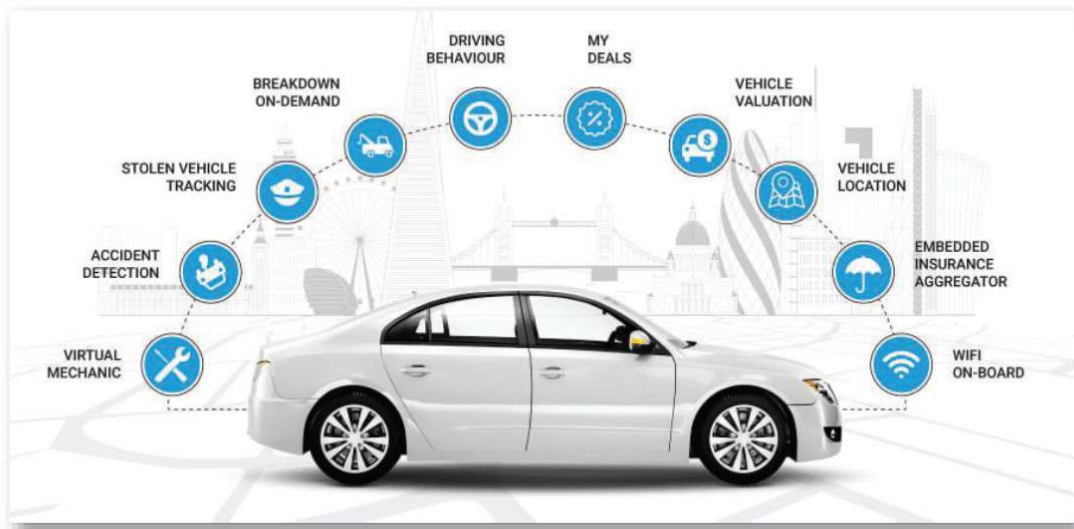 DRIVING
BEHAVIOUR
MY
DEALS
BREAKDOWN
ON-DEMAND
VEHICLE
VALUATION
STOLEN VEHICLE
TRACKING
VEHICLE
LOCATION
ACCIDENT
DETECTION
EMBEDDED
INSURANCE
AGGREGATOR
VIRTUAL
MECHANIC
WIFI
ON-BOARD